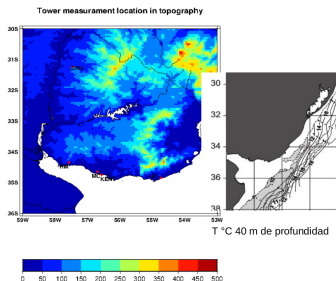 Tower measurament location in topography
30S
31S
32S
33S
34S
35S
36S
59W 58W 57W 56W 55W 54W 53W
30
32
34
36
38
T °C 40 m de profundidad
0 50 100 150 200 250 300 350 400 450 500